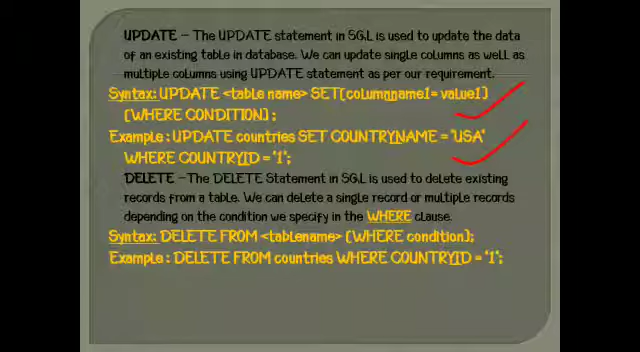 UPDATE – The UPDATE statement in SQL is used to update the data
of an existing table in database. We can update single columns as well as
multiple columns using UPDATE statement as per our requirement.
Syntax: UPDATE <table name> SET(columnname1= value1)
(WHERE CONDITION) ;
Example : UPDATE countries SET COUNTRYNAME = "USA"
WHERE COUNTRYID = "1";
DELETE – The DELETE Statement in SQL is used to delete existing
records from a table. We can delete a single record or multiple records
depending on the condition we specify in the WHERE clause.
Syntax: DELETE FROM <tablename> (WHERE condition);
Example : DELETE FROM countries WHERE COUNTRYID = "1";